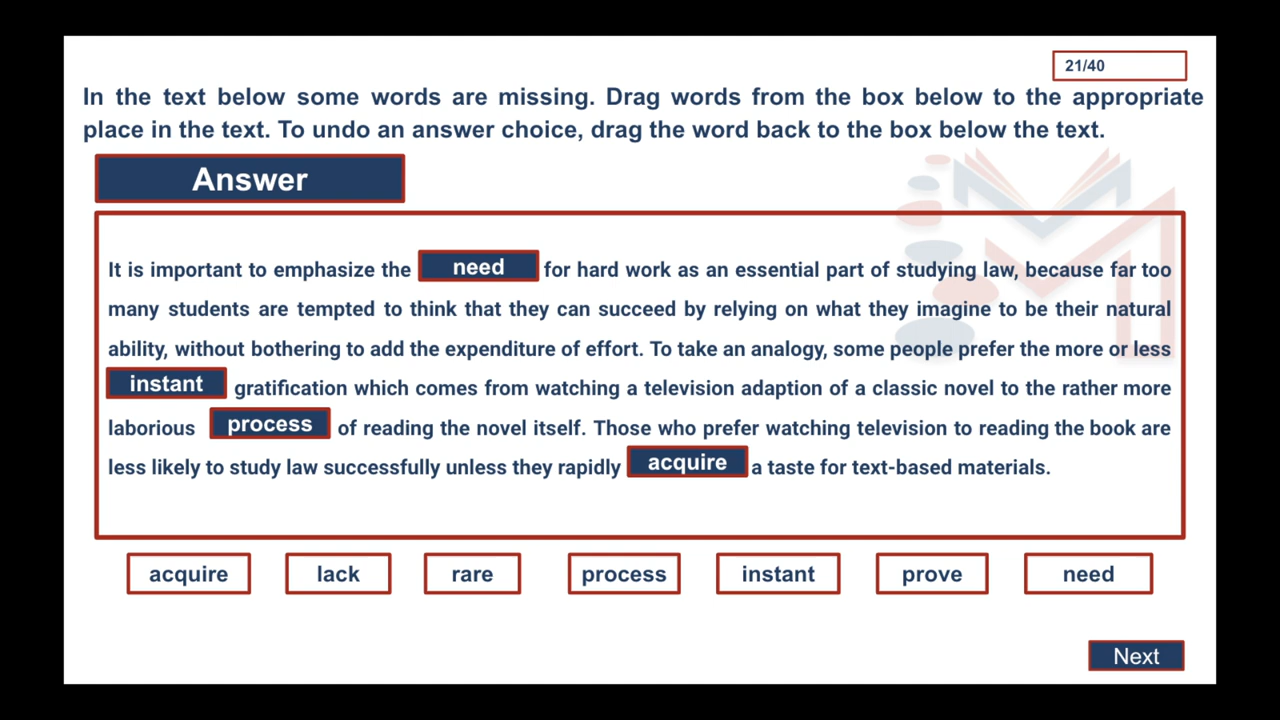 21/40
In the text below some words are missing. Drag words from the box below to the appropriate
place in the text. To undo an answer choice, drag the word back to the box below the text.
Answer
It is important to emphasize the need for hard work as an essential part of studying law, because far too
many students are tempted to think that they can succeed by relying on what they imagine to be their natural
ability, without bothering to add the expenditure of effort. To take an analogy, some people prefer the more or less
instant gratification which comes from watching a television adaption of a classic novel to the rather more
laborious process of reading the novel itself. Those who prefer watching television to reading the book are
less likely to study law successfully unless they rapidly acquire a taste for text-based materials.
acquire lack rare process instant prove need
Next